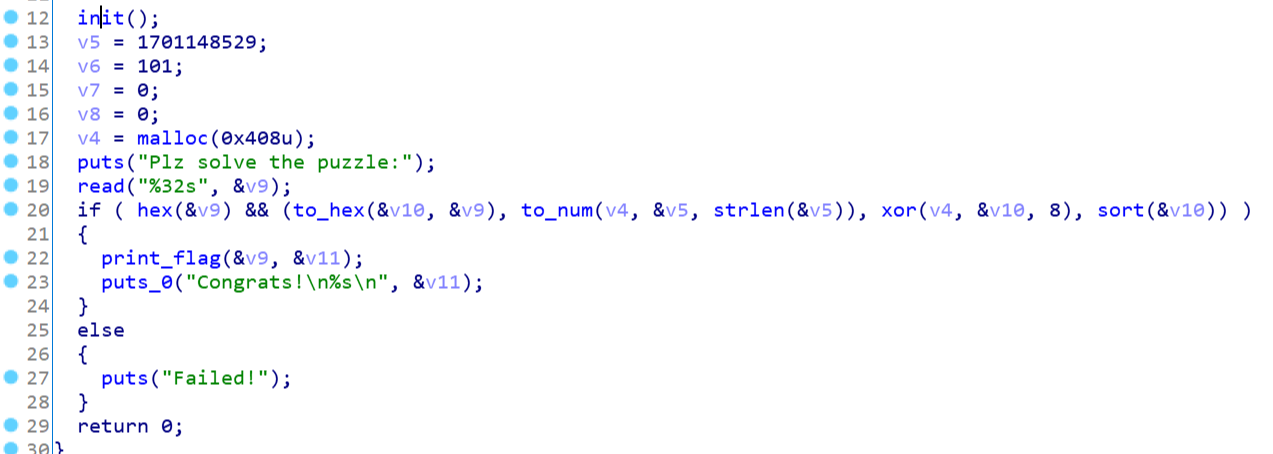 12 init();
13 v5 = 1701148529;
14 v6 = 101;
15 v7 = 0;
16 v8 = 0;
17 v4 = malloc(0x408u);
18 puts("Plz solve the puzzle:");
19 read("%32s", &v9);
20 if ( hex(&v9) && (to_hex(&v10, &v9), to_num(v4, &v5, strlen(&v5)), xor(v4, &v10, 8), sort(&v10)) )
21 {
22 print_flag(&v9, &v11);
23 puts_0("Congrats!\n%s\n", &v11);
24 }
25 else
26 {
27 puts("Failed!");
28 }
29 return 0;
30 }